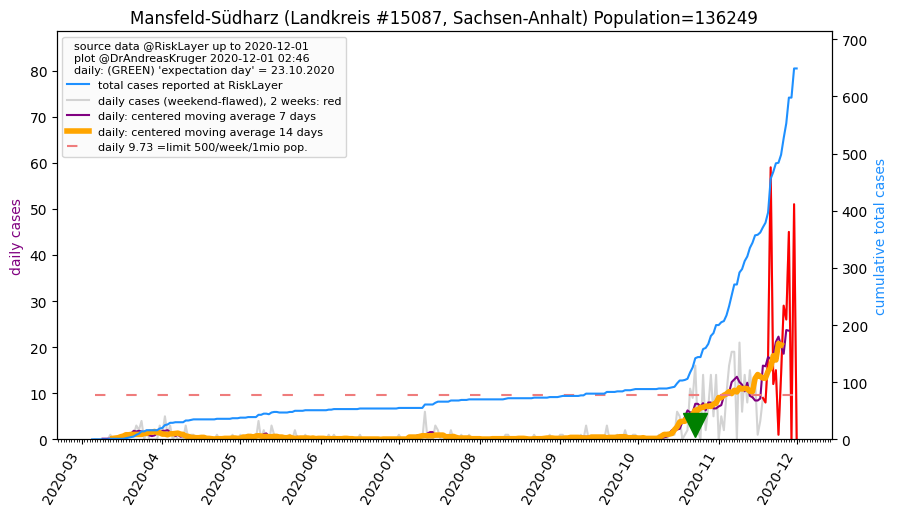 Mansfeld-Südharz (Landkreis #15087, Sachsen-Anhalt) Population=136249
source data @RiskLayer up to 2020-12-01
plot @DrAndreasKruger 2020-12-01 02:46
daily: (GREEN) 'expectation day' = 23.10.2020
total cases reported at RiskLayer
daily cases (weekend-flawed), 2 weeks: red
daily: centered moving average 7 days
daily: centered moving average 14 days
daily 9.73 =limit 500/week/1mio pop.
daily cases
80
70
60
50
40
30
20
10
0
cumulative total cases
700
600
500
400
300
200
100
0
2020-03
2020-04
2020-05
2020-06
2020-07
2020-08
2020-09
2020-10
2020-11
2020-12